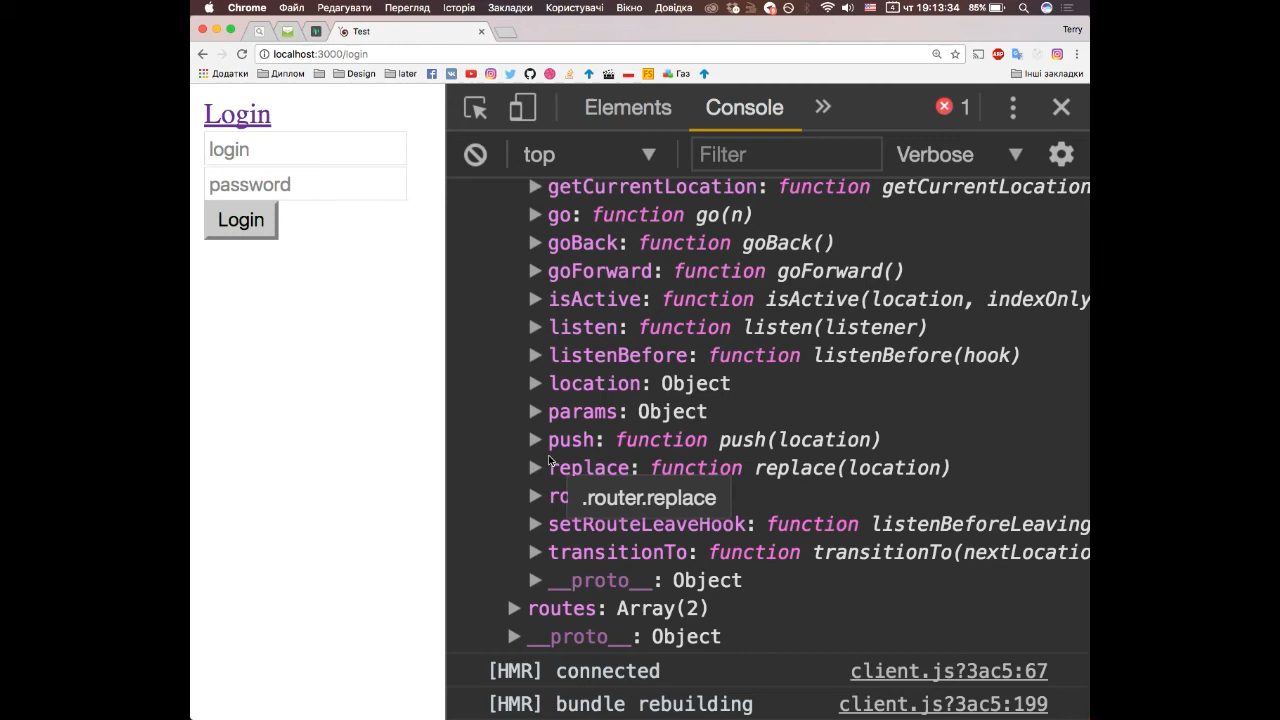 Chrome Файл Редагувати Перегляд Історія Закладки Користувачі Вікно Довідка 4 чт 19:13:34 85%
Test Terry
localhost:3000/login
Додатки Диплом Design later FS Газ Інші закладки
Login
login
password
Login
Elements Console 1
top Filter Verbose
getCurrentLocation: function getCurrentLocation
go: function go(n)
goBack: function goBack()
goForward: function goForward()
isActive: function isActive(location, indexOnly
listen: function listen(listener)
listenBefore: function listenBefore(hook)
location: Object
params: Object
push: function push(location)
replace: function replace(location)
ro
.router.replace
setRouteLeaveHook: function listenBeforeLeaving
transitionTo: function transitionTo(nextLocatio
__proto__: Object
routes: Array(2)
__proto__: Object
[HMR] connected client.js?3ac5:67
[HMR] bundle rebuilding client.js?3ac5:199